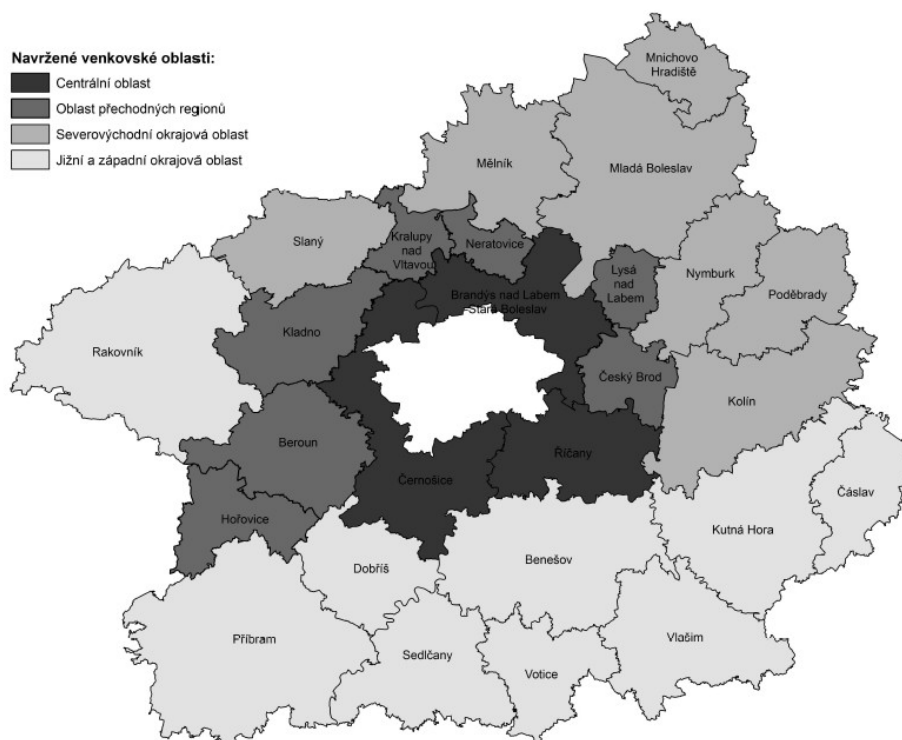 Navržené venkovské oblasti:
Centrální oblast
Oblast přechodných regionů
Severovýchodní okrajová oblast
Jižní a západní okrajová oblast
Mnichovo
Hradiště
Mělník
Mladá Boleslav
Slaný
Kralupy
nad
Vltavou
Neratovice
Lysá
nad
Labem
Nymburk
Poděbrady
Brandýs nad Labem
-Stará Boleslav
Kladno
Rakovník
Český Brod
Kolín
Beroun
Říčany
Černošice
Čáslav
Hořovice
Kutná Hora
Dobříš
Benešov
Příbram
Sedlčany
Votice
Vlašim